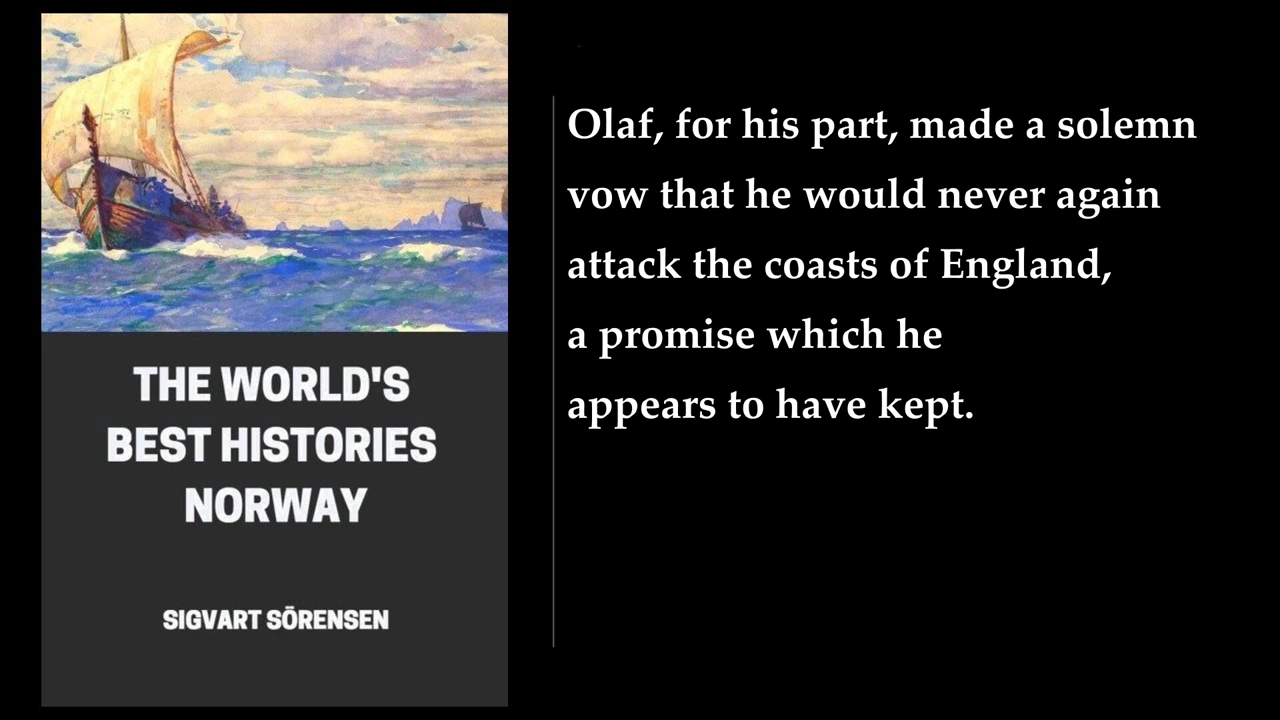 THE WORLD'S
BEST HISTORIES
NORWAY
SIGVART SÖRENSEN
Olaf, for his part, made a solemn
vow that he would never again
attack the coasts of England,
a promise which he
appears to have kept.